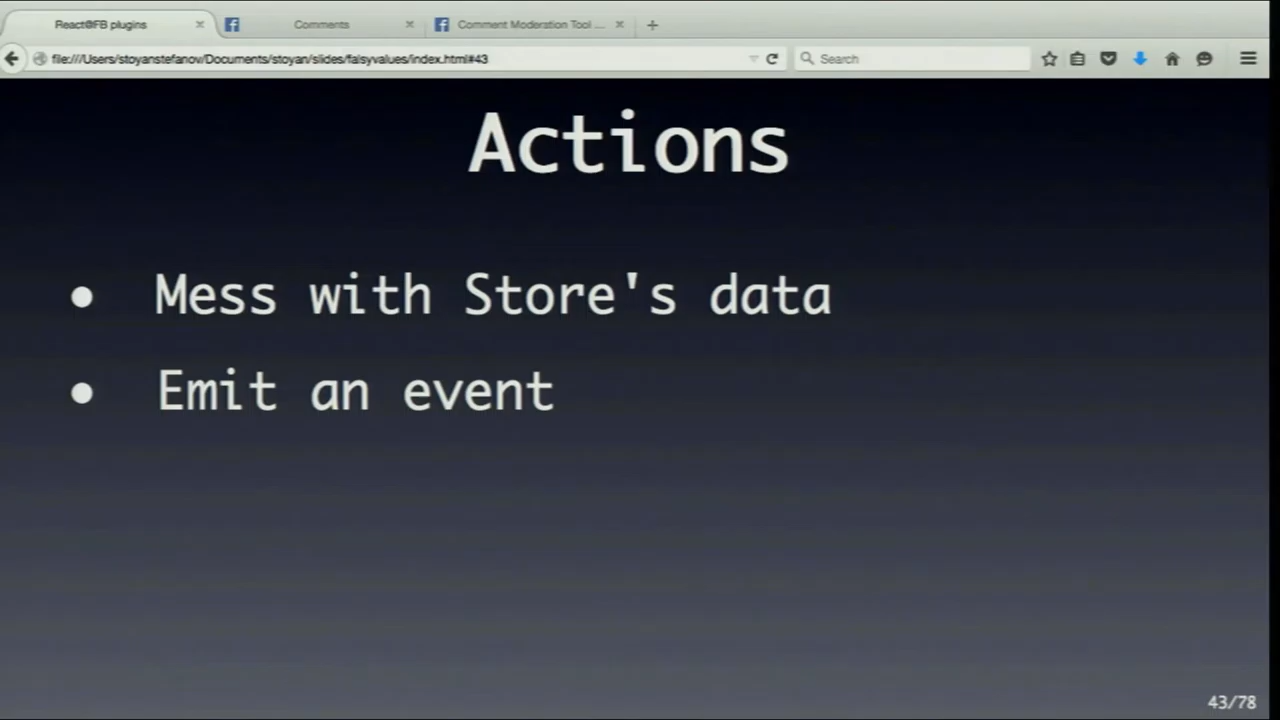 React@FB plugins
Comments
Comment Moderation Tool ...
file:///Users/stoyanstefanov/Documents/stoyan/slides/falsyvalues/index.html#43
Search
Actions
• Mess with Store's data
• Emit an event
43/78